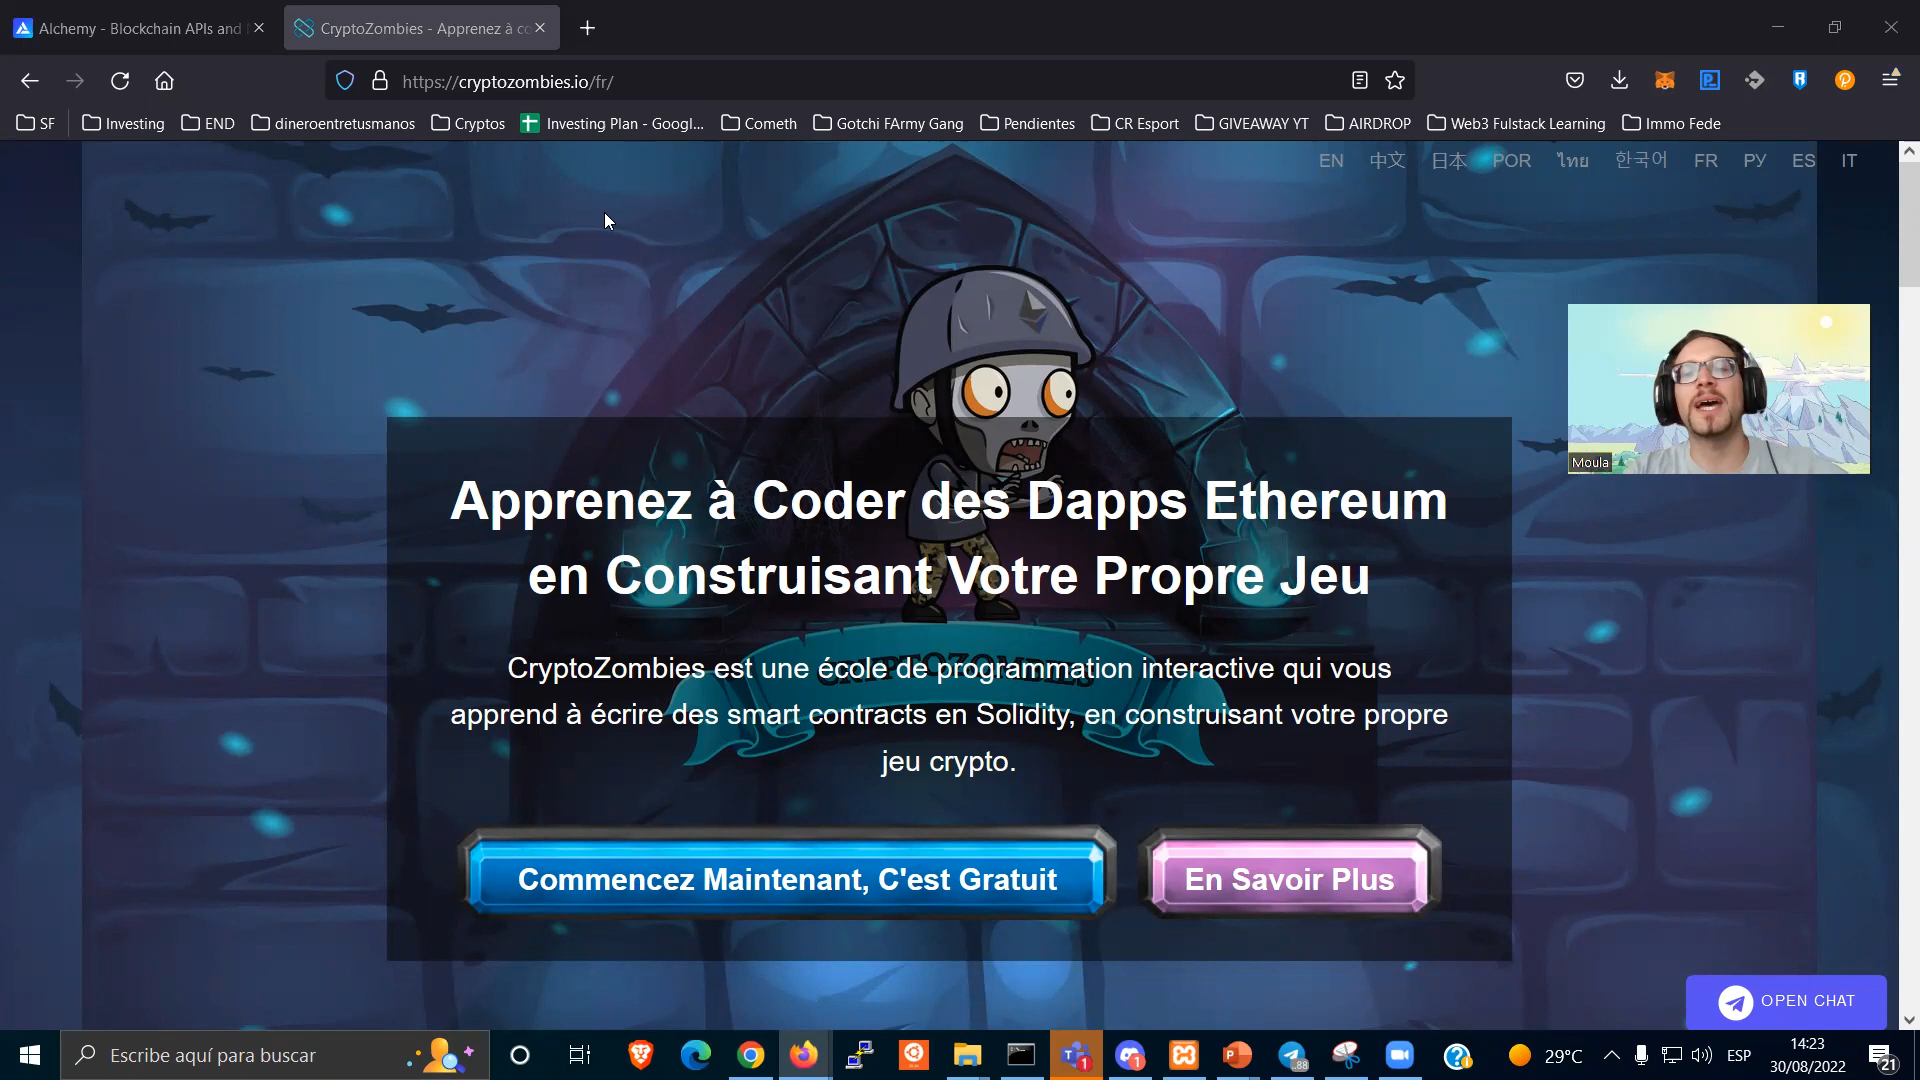 Alchemy - Blockchain APIs and
CryptoZombies - Apprenez à co
https://cryptozombies.io/fr/
SF
Investing
END
dineroentretusmanos
Cryptos
Investing Plan - Googl...
Cometh
Gotchi FArmy Gang
Pendientes
CR Esport
GIVEAWAY YT
AIRDROP
Web3 Fulstack Learning
Immo Fede
EN 中文 日本 POR ไทย 한국어 FR РУ ES IT
Moula
Apprenez à Coder des Dapps Ethereum
en Construisant Votre Propre Jeu
CRYPTOZOMBIES
CryptoZombies est une école de programmation interactive qui vous
apprend à écrire des smart contracts en Solidity, en construisant votre propre
jeu crypto.
Commencez Maintenant, C'est Gratuit
En Savoir Plus
OPEN CHAT
Escribe aquí para buscar
1
1
88
29°C
ESP
14:23
30/08/2022
21